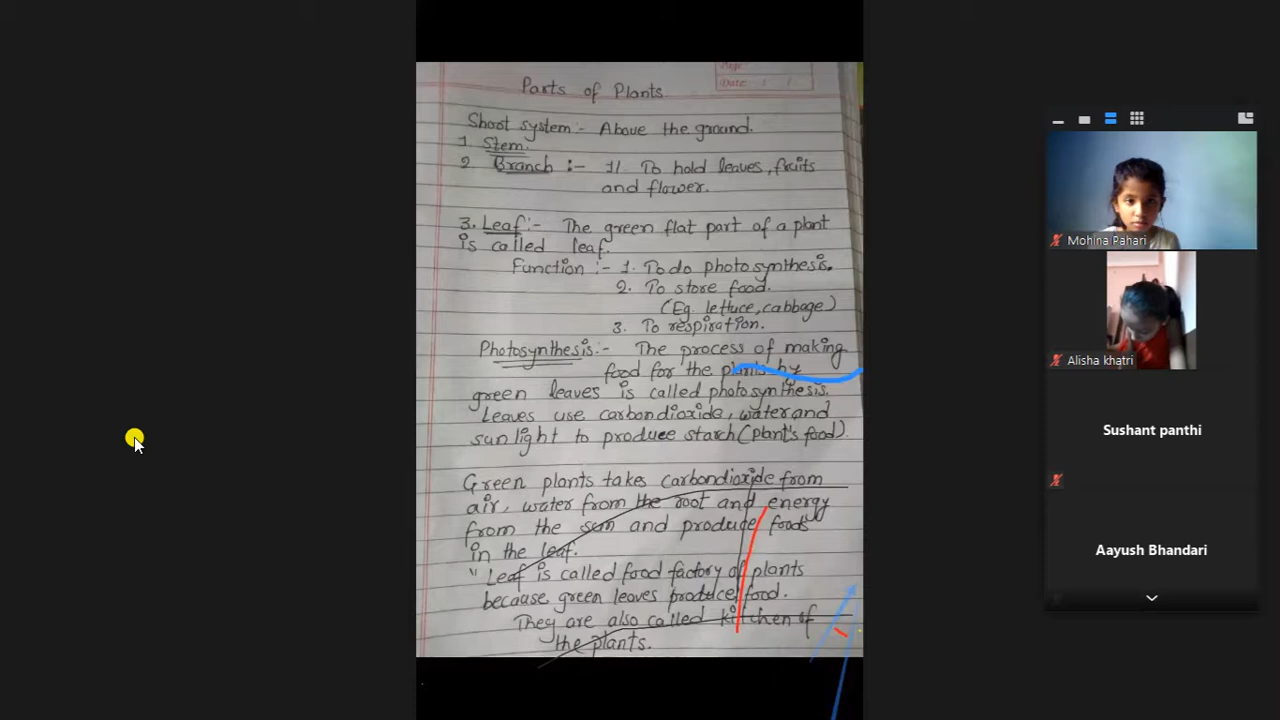 Page:
Date: / /
Parts of Plants
Shoot system:- Above the ground.
1 Stem.
2 Branch :- 1/. To hold leaves, fruits
and flower.
3. Leaf:- The green flat part of a plant
is called leaf.
Function :- 1. To do photosynthesis.
2. To store food.
(Eg. lettuce, cabbage)
3. To respiration.
Photosynthesis:- The process of making
food for the plants by
green leaves is called photosynthesis.
Leaves use carbondioxide, water and
sunlight to produce starch (plant's food).
Green plants takes carbondioxide from
air, water from the root and energy
from the sun and produce foods
in the leaf.
" Leaf is called food factory of plants
because green leaves produce food.
They are also called kitchen of
the plants.
Mohina Pahari
Alisha khatri
Sushant panthi
Aayush Bhandari